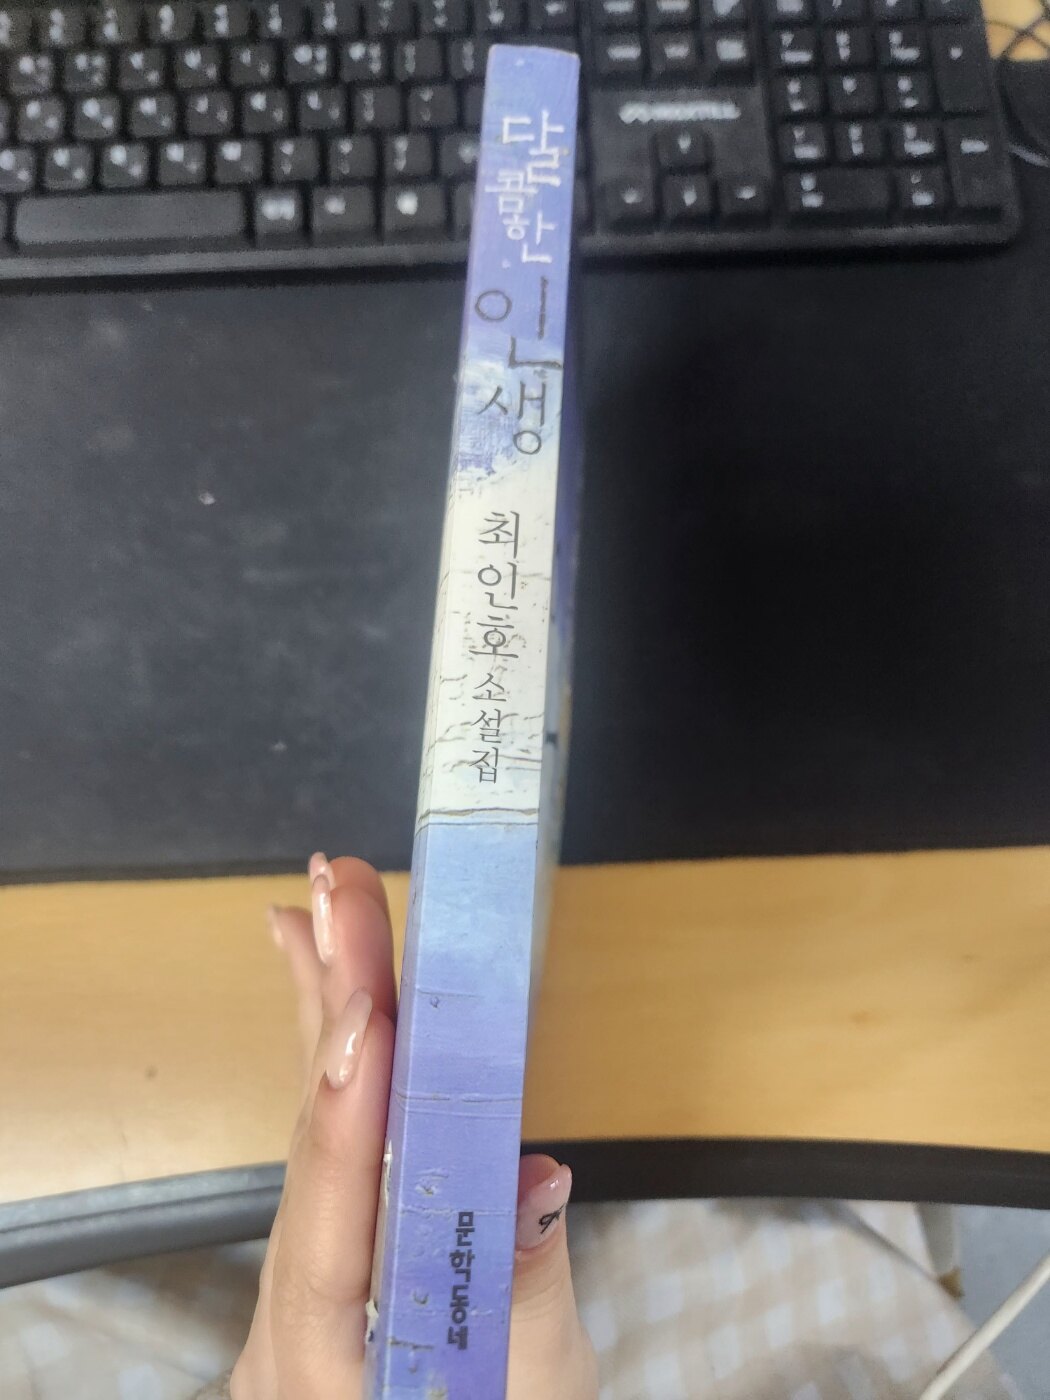 달콤한
인생
최인호 소설집
문학동네